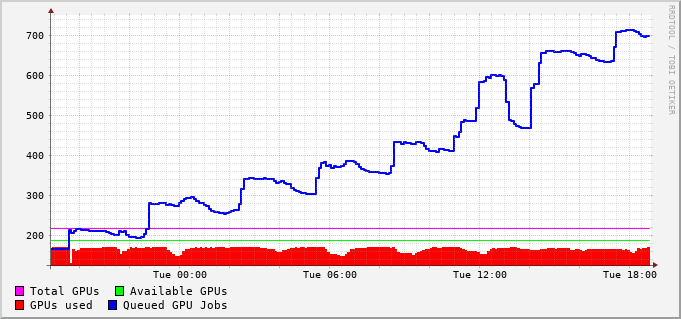 700
600
500
400
300
200
Tue 00:00 Tue 06:00 Tue 12:00 Tue 18:00
Total GPUs Available GPUs
GPUs used Queued GPU Jobs
RRDTOOL / TOBI OETIKER